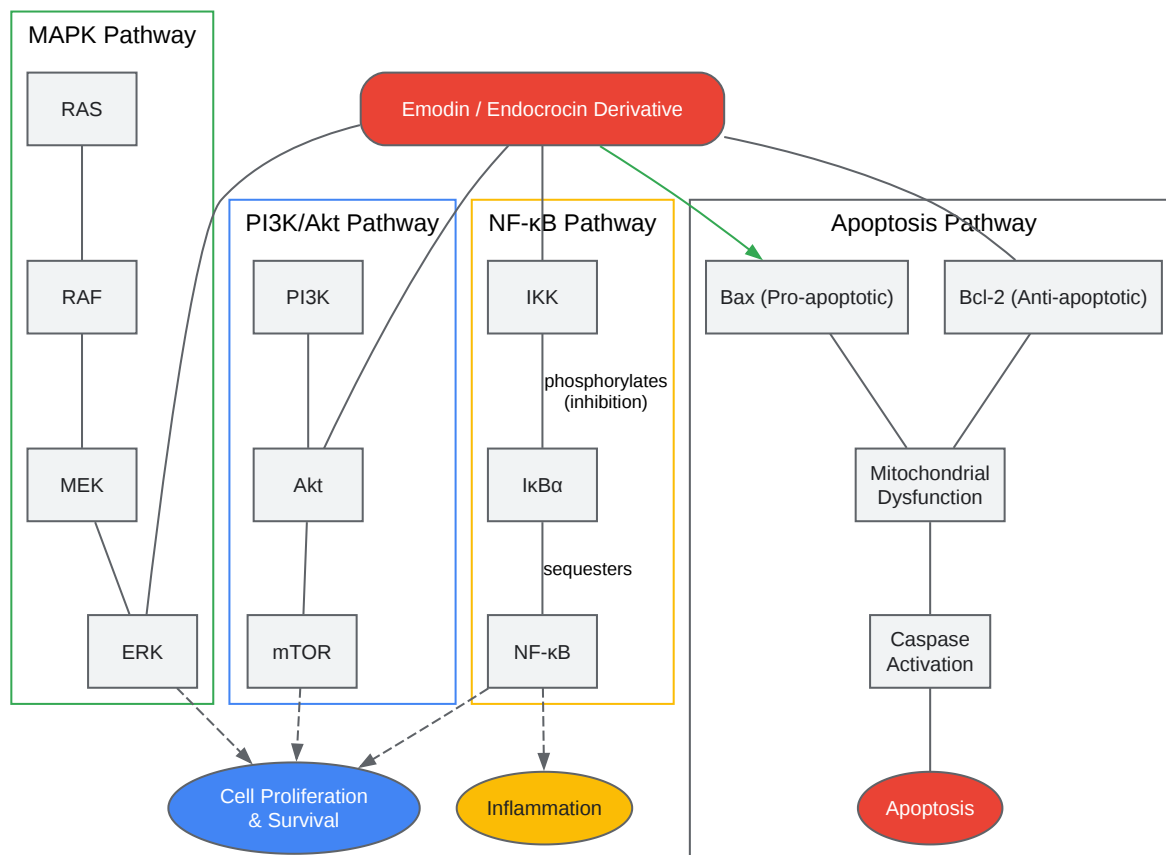 MAPK Pathway
RAS
Emodin / Endocrocin Derivative
PI3K/Akt Pathway
NF-κB Pathway
Apoptosis Pathway
RAF
PI3K
IKK
Bax (Pro-apoptotic)
Bcl-2 (Anti-apoptotic)
phosphorylates
(inhibition)
MEK
Akt
IκBα
Mitochondrial
Dysfunction
sequesters
ERK
mTOR
NF-κB
Caspase
Activation
Cell Proliferation
& Survival
Inflammation
Apoptosis